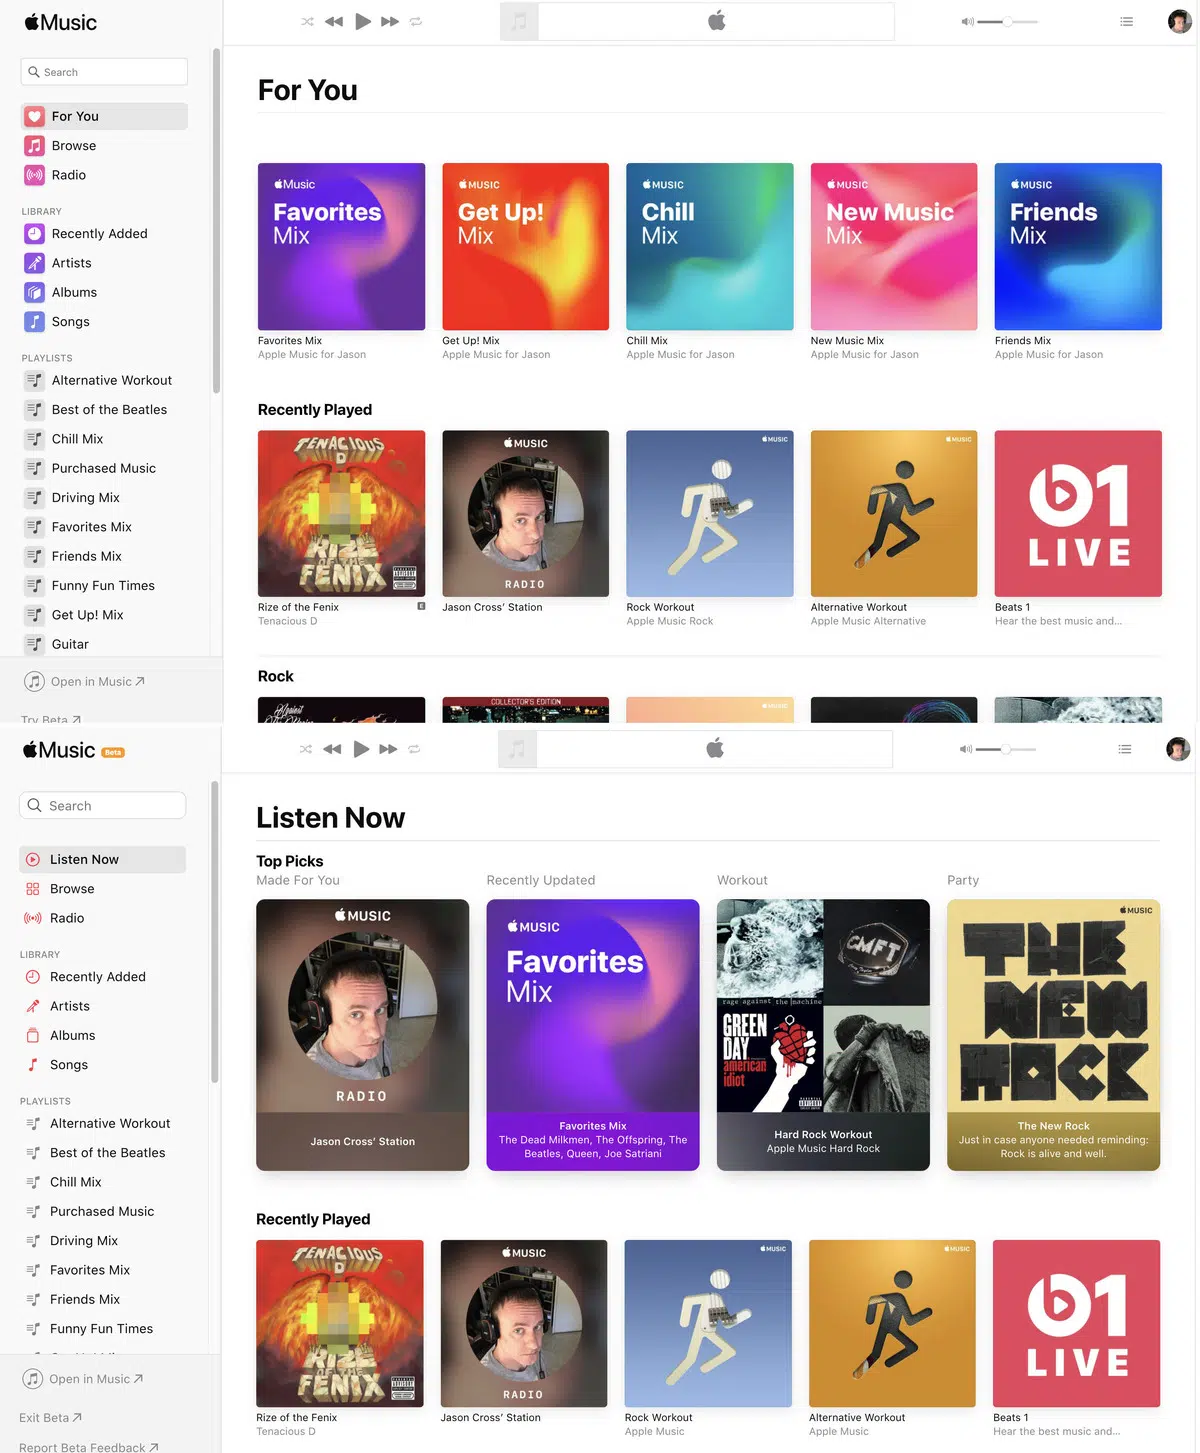 Music
Search
For You
Browse
Radio
LIBRARY
Recently Added
Artists
Albums
Songs
PLAYLISTS
Alternative Workout
Best of the Beatles
Chill Mix
Purchased Music
Driving Mix
Favorites Mix
Friends Mix
Funny Fun Times
Get Up! Mix
Guitar
Open in Music ↗
Try Beta ↗
For You
Music
Favorites
Mix
Favorites Mix
Apple Music for Jason
MUSIC
Get Up!
Mix
Get Up! Mix
Apple Music for Jason
MUSIC
Chill
Mix
Chill Mix
Apple Music for Jason
MUSIC
New Music
Mix
New Music Mix
Apple Music for Jason
MUSIC
Friends
Mix
Friends Mix
Apple Music for Jason
Recently Played
TENACIOUS
D
RIZE
OF THE
FENIX
Rize of the Fenix
E
Tenacious D
MUSIC
RADIO
Jason Cross’ Station
MUSIC
Rock Workout
Apple Music Rock
MUSIC
Alternative Workout
Apple Music Alternative
1
LIVE
Beats 1
Hear the best music and...
Rock
Against
COLLECTOR'S EDITION
MUSIC
Music Beta
Search
Listen Now
Browse
Radio
LIBRARY
Recently Added
Artists
Albums
Songs
PLAYLISTS
Alternative Workout
Best of the Beatles
Chill Mix
Purchased Music
Driving Mix
Favorites Mix
Friends Mix
Funny Fun Times
Open in Music ↗
Exit Beta ↗
Report Beta Feedback ↗
Listen Now
Top Picks
Made For You
MUSIC
RADIO
Jason Cross’ Station
Recently Updated
MUSIC
Favorites
Mix
Favorites Mix
The Dead Milkmen, The Offspring, The
Beatles, Queen, Joe Satriani
Workout
CMFT
rage against the machine
GREEN
DAY
american
idiot
Hard Rock Workout
Apple Music Hard Rock
Party
MUSIC
THE
NEW
ROCK
The New Rock
Just in case anyone needed reminding:
Rock is alive and well.
Recently Played
TENACIOUS
D
RIZE
OF THE
FENIX
Rize of the Fenix
Tenacious D
MUSIC
RADIO
Jason Cross’ Station
MUSIC
Rock Workout
Apple Music
MUSIC
Alternative Workout
Apple Music
1
LIVE
Beats 1
Hear the best music and...